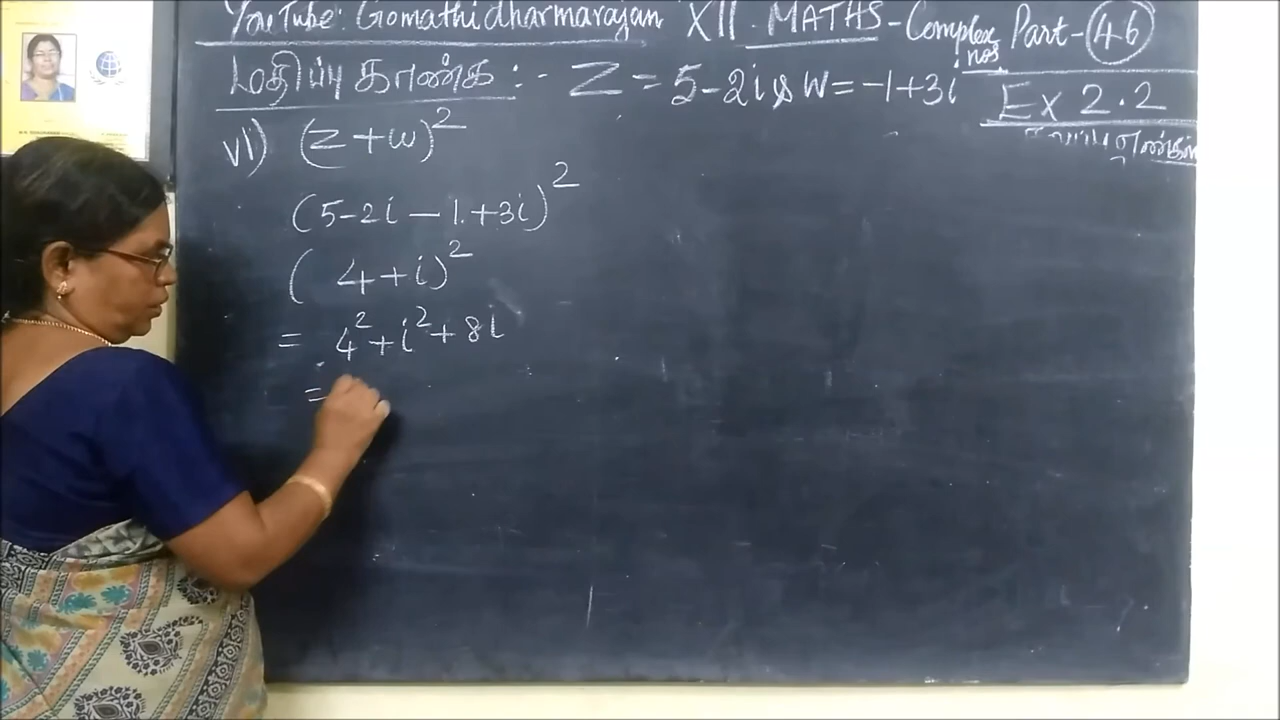 YouTube: Gomathidharmarajan XII. MATHS - Complex nos Part - 46
மதிப்பு காண்க :- Z = 5-2i & W = -1+3i
Ex 2.2
vi) (z+w)²
(5-2i-1+3i)²
(4+i)²
= 4²+i²+8i
=